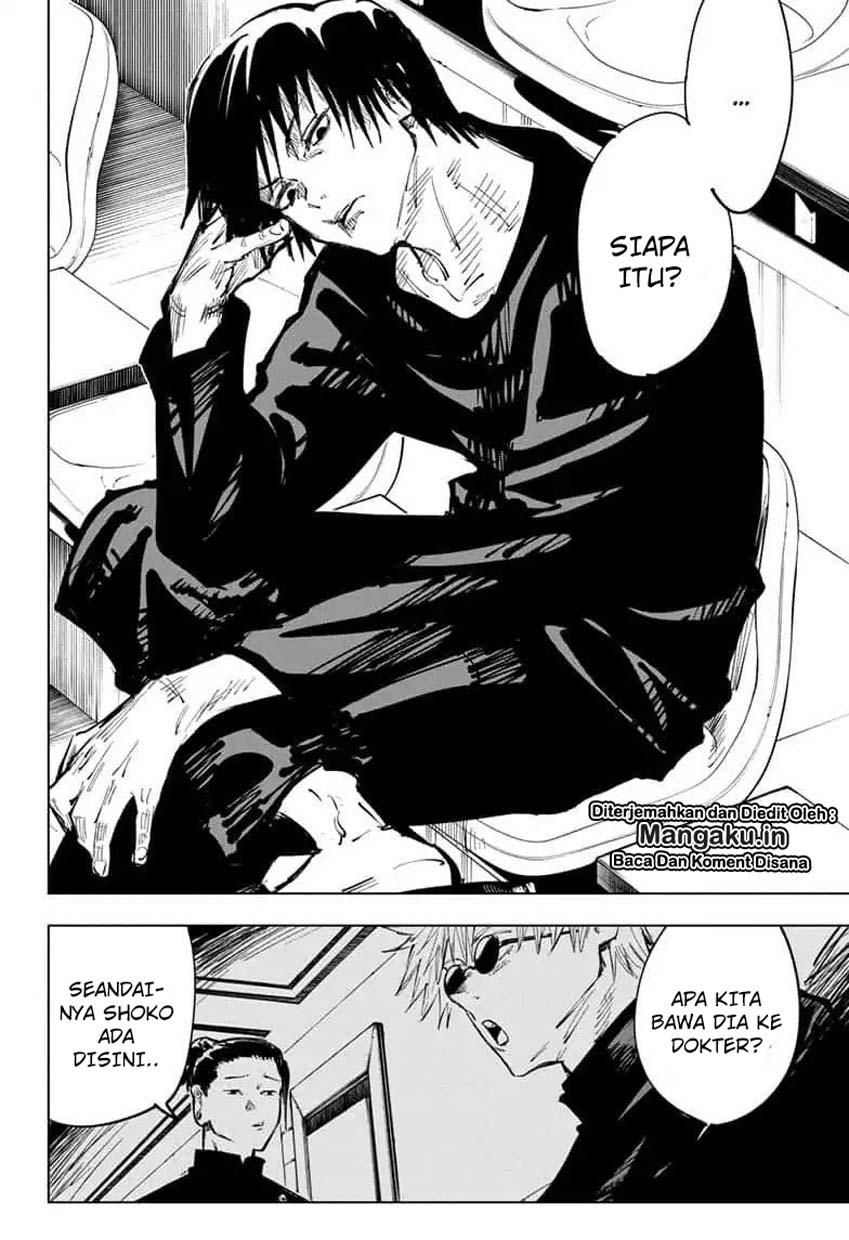 ...
SIAPA
ITU?
Diterjemahkan dan Diedit Oleh :
Mangaku.in
Baca Dan Koment Disana
APA KITA
BAWA DIA KE
DOKTER?
SEANDAI-
NYA SHOKO
ADA
DISINI..